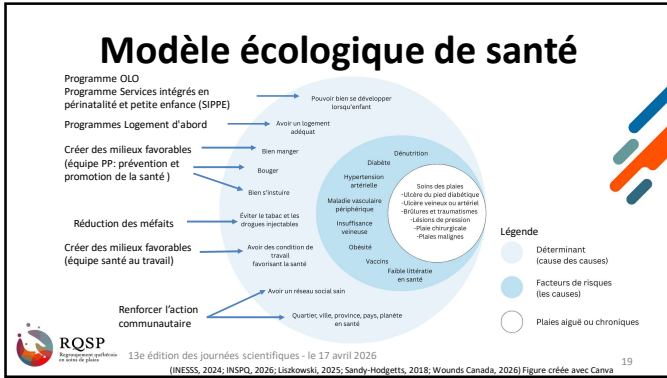 Modèle écologique de santé
Programme OLO
Programme Services intégrés en
périnatalité et petite enfance (SIPPE)
Programmes Logement d'abord
Créer des milieux favorables
(équipe PP: prévention et
promotion de la santé )
Réduction des méfaits
Créer des milieux favorables
(équipe santé au travail)
Renforcer l'action
communautaire
Pouvoir bien se développer
lorsqu'enfant
Avoir un logement
adéquat
Bien manger
Bouger
Bien s'instuire
Éviter le tabac et les
drogues injectables
Avoir des condition de
travail
favorisant la santé
Avoir un réseau social sain
Quartier, ville, province, pays, planète
en santé
Dénutrition
Diabète
Hypertension
artérielle
Maladie vasculaire
périphérique
Insuffisance
veineuse
Obésité
Vaccins
Faible littératie
en santé
Soins des plaies
-Ulcère du pied diabétique
-Ulcère veineux ou artériel
-Brûlures et traumatismes
-Lésions de pression
-Plaie chirurgicale
-Plaies malignes
Légende
Déterminant
(cause des causes)
Facteurs de risques
(les causes)
Plaies aiguë ou chroniques
RQSP
Regroupement québécois
en soins de plaies
13e édition des journées scientifiques - le 17 avril 2026
19
(INESSS, 2024; INSPQ, 2026; Liszkowski, 2025; Sandy-Hodgetts, 2018; Wounds Canada, 2026) Figure créée avec Canva